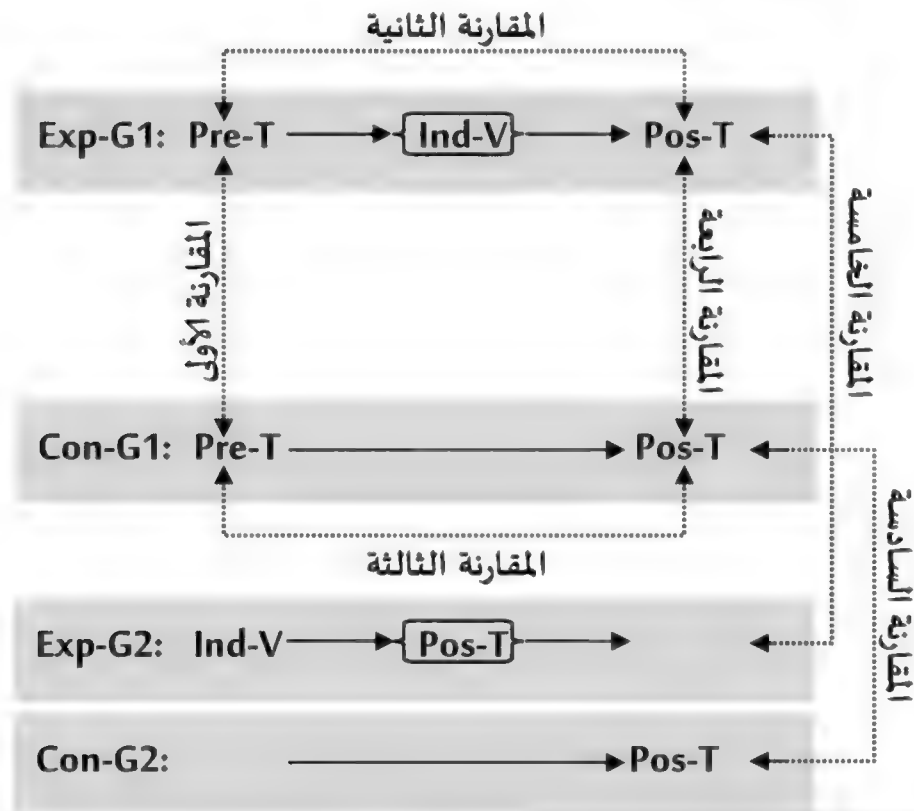 المقارنة الثانية
Exp-G1: Pre-T Ind-V Pos-T
المقارنة الأولى
المقارنة الرابعة
المقارنة الخامسة
Con-G1: Pre-T Pos-T
المقارنة الثالثة
المقارنة السادسة
Exp-G2: Ind-V Pos-T
Con-G2: Pos-T